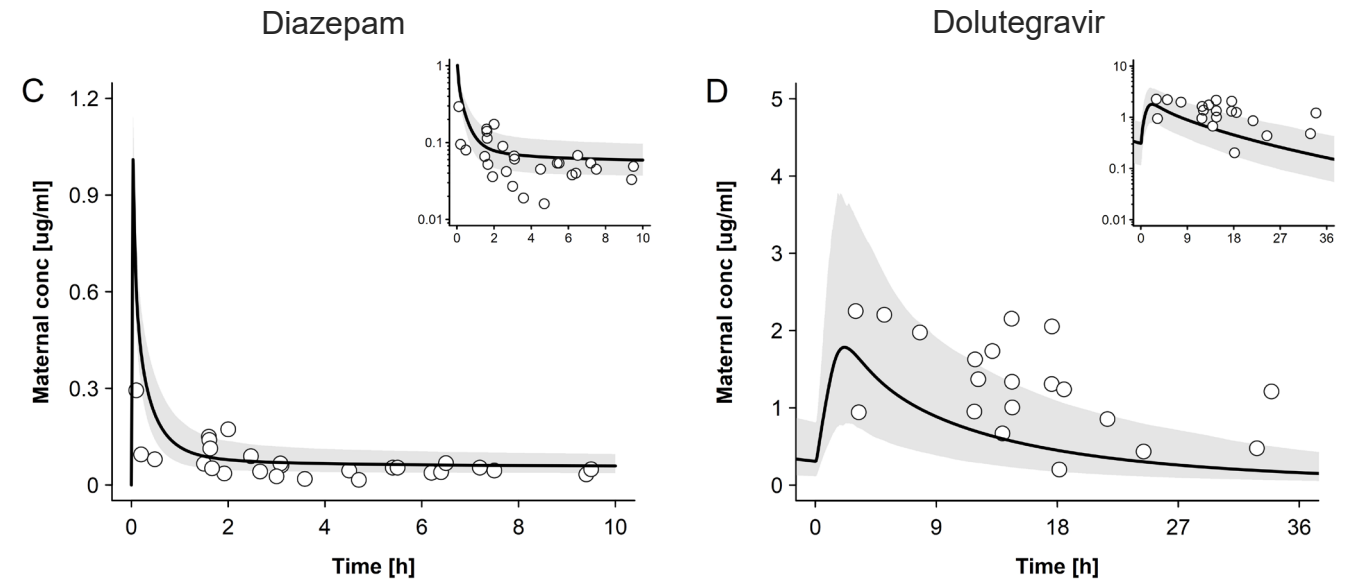 Diazepam
Dolutegravir
C
1.2
0.9
0.6
0.3
0
Maternal conc [ug/ml]
0 2 4 6 8 10
Time [h]
1
0.1
0.01
0 2 4 6 8 10
D
5
4
3
2
1
0
Maternal conc [ug/ml]
0 9 18 27 36
Time [h]
10
1
0.1
0.01
0 9 18 27 36